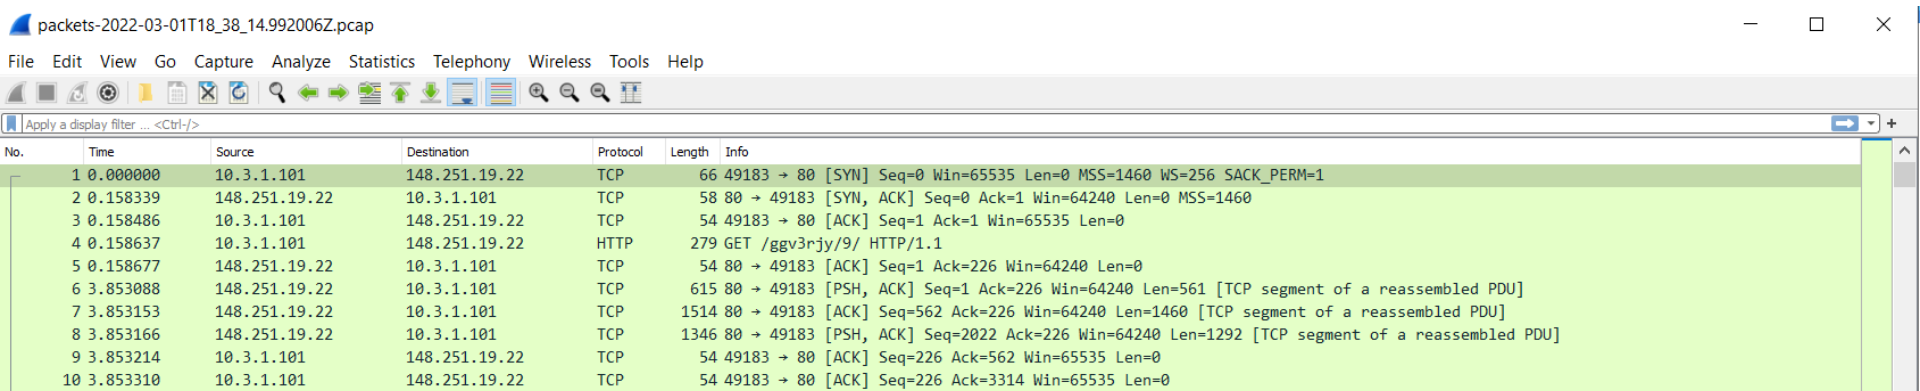 packets-2022-03-01T18_38_14.992006Z.pcap
File Edit View Go Capture Analyze Statistics Telephony Wireless Tools Help
Apply a display filter ... <Ctrl-/>
No. Time Source Destination Protocol Length Info
1 0.000000 10.3.1.101 148.251.19.22 TCP 66 49183 → 80 [SYN] Seq=0 Win=65535 Len=0 MSS=1460 WS=256 SACK_PERM=1
2 0.158339 148.251.19.22 10.3.1.101 TCP 58 80 → 49183 [SYN, ACK] Seq=0 Ack=1 Win=64240 Len=0 MSS=1460
3 0.158486 10.3.1.101 148.251.19.22 TCP 54 49183 → 80 [ACK] Seq=1 Ack=1 Win=65535 Len=0
4 0.158637 10.3.1.101 148.251.19.22 HTTP 279 GET /ggv3rjy/9/ HTTP/1.1
5 0.158677 148.251.19.22 10.3.1.101 TCP 54 80 → 49183 [ACK] Seq=1 Ack=226 Win=64240 Len=0
6 3.853088 148.251.19.22 10.3.1.101 TCP 615 80 → 49183 [PSH, ACK] Seq=1 Ack=226 Win=64240 Len=561 [TCP segment of a reassembled PDU]
7 3.853153 148.251.19.22 10.3.1.101 TCP 1514 80 → 49183 [ACK] Seq=562 Ack=226 Win=64240 Len=1460 [TCP segment of a reassembled PDU]
8 3.853166 148.251.19.22 10.3.1.101 TCP 1346 80 → 49183 [PSH, ACK] Seq=2022 Ack=226 Win=64240 Len=1292 [TCP segment of a reassembled PDU]
9 3.853214 10.3.1.101 148.251.19.22 TCP 54 49183 → 80 [ACK] Seq=226 Ack=562 Win=65535 Len=0
10 3.853310 10.3.1.101 148.251.19.22 TCP 54 49183 → 80 [ACK] Seq=226 Ack=3314 Win=65535 Len=0